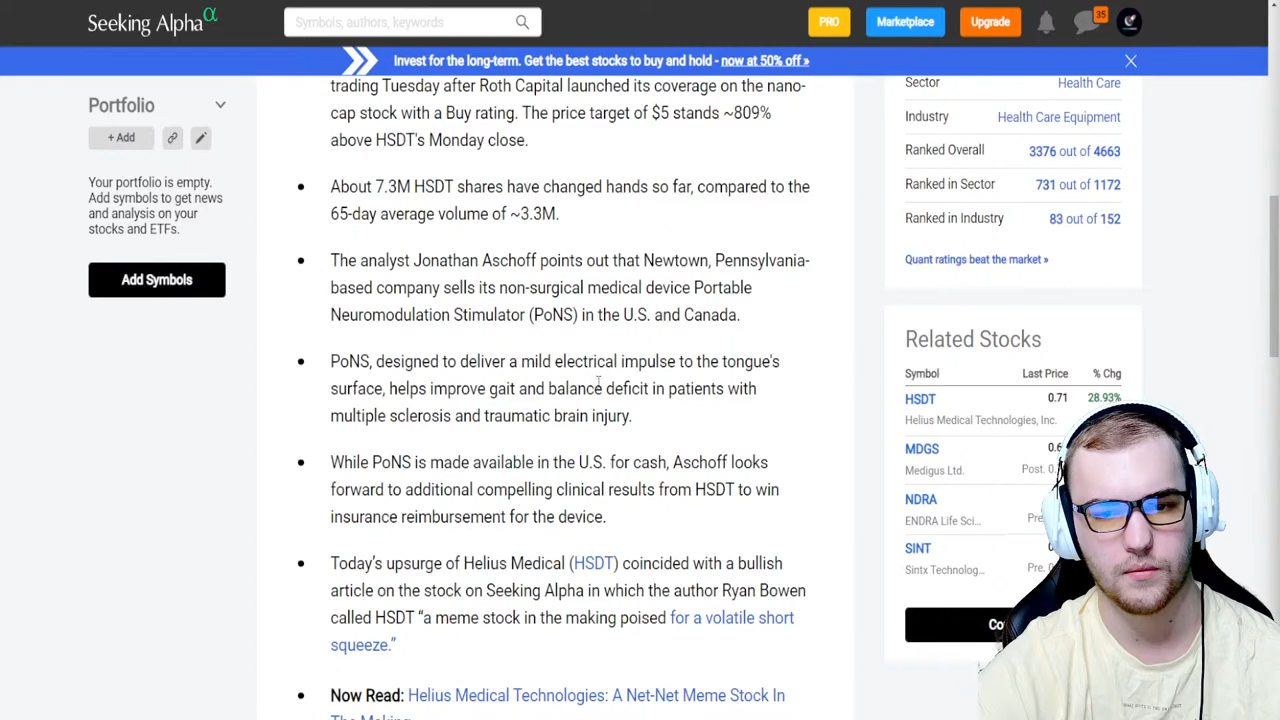 Seeking Alpha α
Symbols, authors, keywords
PRO
Marketplace
Upgrade
35
Invest for the long-term. Get the best stocks to buy and hold - now at 50% off »
Portfolio
+ Add
Your portfolio is empty.
Add symbols to get news
and analysis on your
stocks and ETFs.
Add Symbols
trading Tuesday after Roth Capital launched its coverage on the nano-
cap stock with a Buy rating. The price target of $5 stands ~809%
above HSDT's Monday close.
About 7.3M HSDT shares have changed hands so far, compared to the
65-day average volume of ~3.3M.
The analyst Jonathan Aschoff points out that Newtown, Pennsylvania-
based company sells its non-surgical medical device Portable
Neuromodulation Stimulator (PoNS) in the U.S. and Canada.
PoNS, designed to deliver a mild electrical impulse to the tongue's
surface, helps improve gait and balance deficit in patients with
multiple sclerosis and traumatic brain injury.
While PoNS is made available in the U.S. for cash, Aschoff looks
forward to additional compelling clinical results from HSDT to win
insurance reimbursement for the device.
Today's upsurge of Helius Medical (HSDT) coincided with a bullish
article on the stock on Seeking Alpha in which the author Ryan Bowen
called HSDT “a meme stock in the making poised for a volatile short
squeeze.”
Now Read: Helius Medical Technologies: A Net-Net Meme Stock In
The Making
Sector Health Care
Industry Health Care Equipment
Ranked Overall 3376 out of 4663
Ranked in Sector 731 out of 1172
Ranked in Industry 83 out of 152
Quant ratings beat the market »
Related Stocks
Symbol Last Price % Chg
HSDT 0.71 28.93%
Helius Medical Technologies, Inc.
MDGS
Medigus Ltd. Post.
NDRA
ENDRA Life Sci...
SINT
Sintx Technolog... Pre.